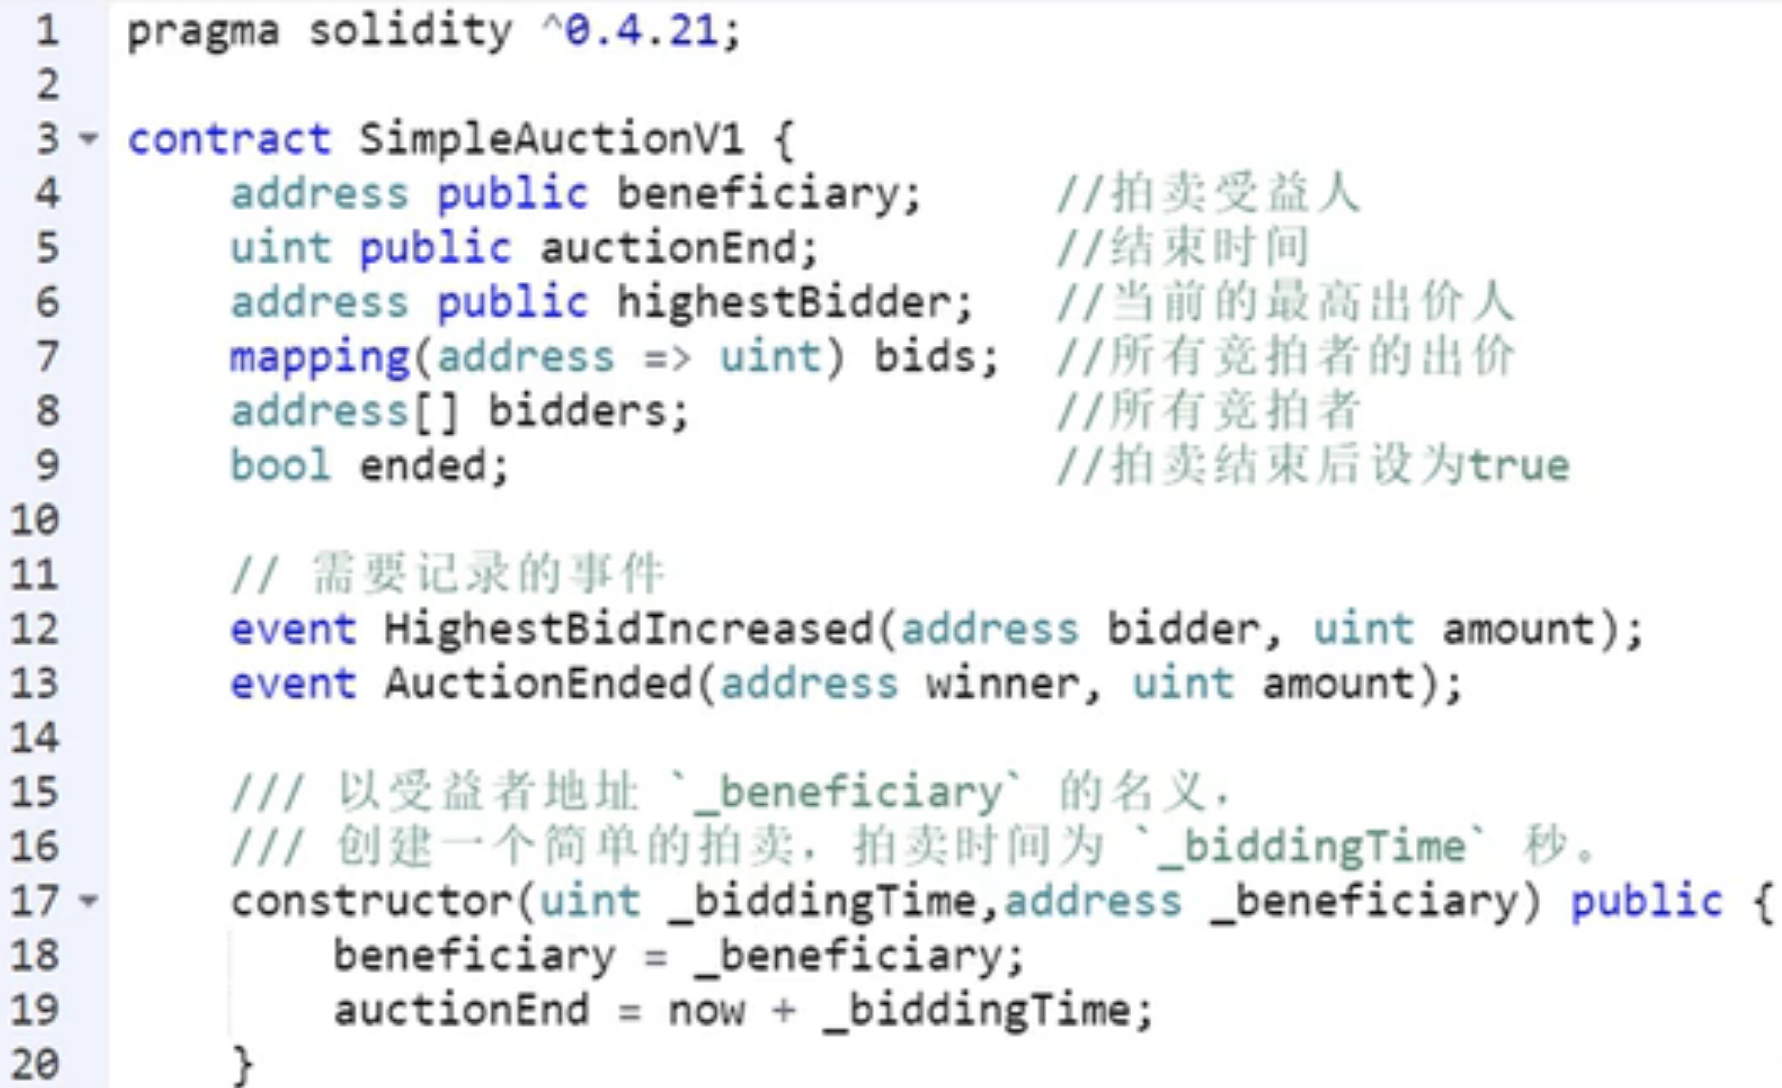 1 pragma solidity ^0.4.21;
2
3 contract SimpleAuctionV1 {
4 address public beneficiary; //拍卖受益人
5 uint public auctionEnd; //结束时间
6 address public highestBidder; //当前的最高出价人
7 mapping(address => uint) bids; //所有竞拍者的出价
8 address[] bidders; //所有竞拍者
9 bool ended; //拍卖结束后设为true
10
11 // 需要记录的事件
12 event HighestBidIncreased(address bidder, uint amount);
13 event AuctionEnded(address winner, uint amount);
14
15 /// 以受益者地址 `_beneficiary` 的名义，
16 /// 创建一个简单的拍卖，拍卖时间为 `_biddingTime` 秒。
17 constructor(uint _biddingTime,address _beneficiary) public {
18 beneficiary = _beneficiary;
19 auctionEnd = now + _biddingTime;
20 }